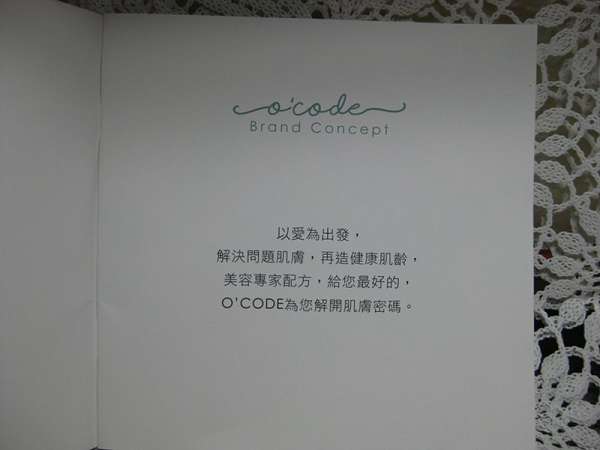 o'code
Brand Concept
以愛為出發，
解決問題肌膚，再造健康肌齡，
美容專家配方，給您最好的，
O'CODE為您解開肌膚密碼。